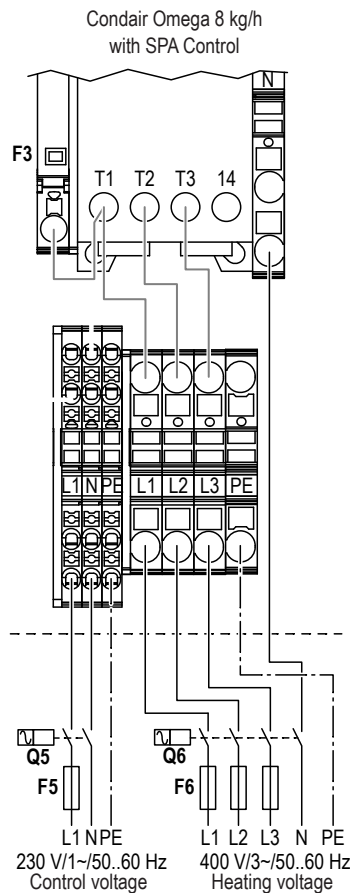 Condair Omega 8 kg/h
with SPA Control
N
F3
T1 T2 T3 14
L1 N PE L1 L2 L3 PE
Q5 Q6
F5 F6
L1 N PE L1 L2 L3 N PE
230 V/1~/50..60 Hz 400 V/3~/50..60 Hz
Control voltage Heating voltage